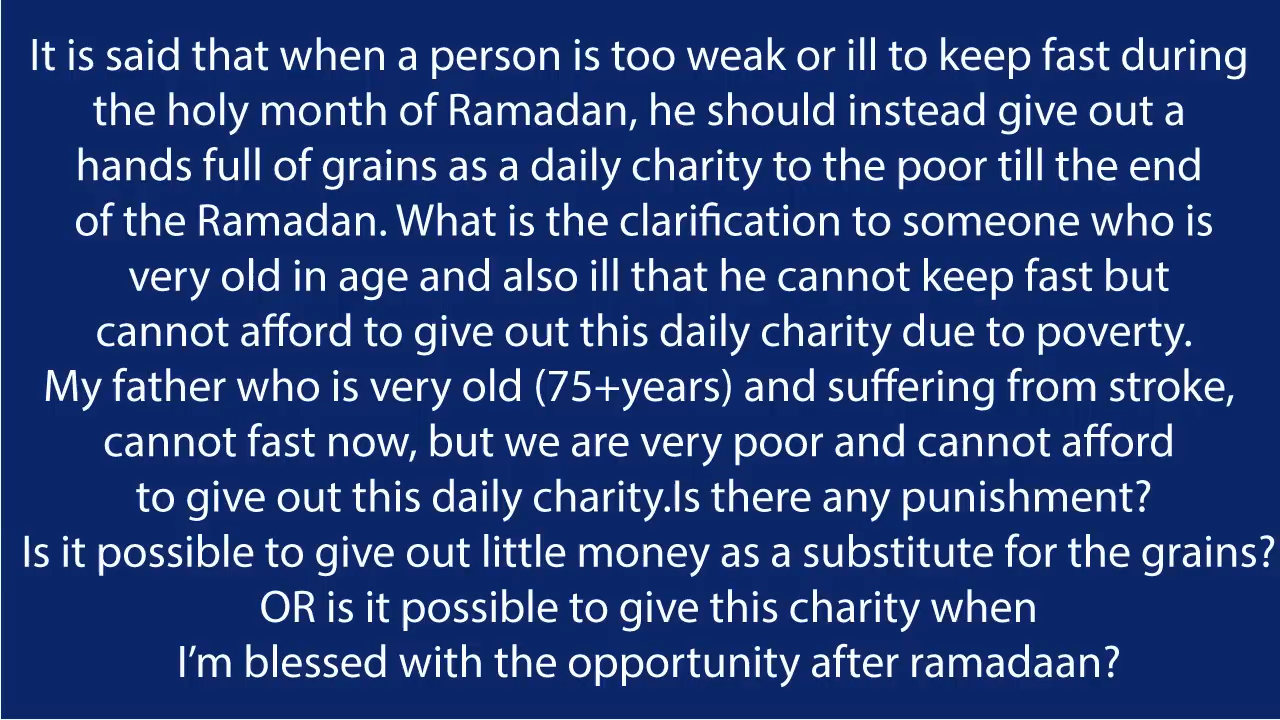 It is said that when a person is too weak or ill to keep fast during
the holy month of Ramadan, he should instead give out a
hands full of grains as a daily charity to the poor till the end
of the Ramadan. What is the clarification to someone who is
very old in age and also ill that he cannot keep fast but
cannot afford to give out this daily charity due to poverty.
My father who is very old (75+years) and suffering from stroke,
cannot fast now, but we are very poor and cannot afford
to give out this daily charity.Is there any punishment?
Is it possible to give out little money as a substitute for the grains?
OR is it possible to give this charity when
I’m blessed with the opportunity after ramadaan?